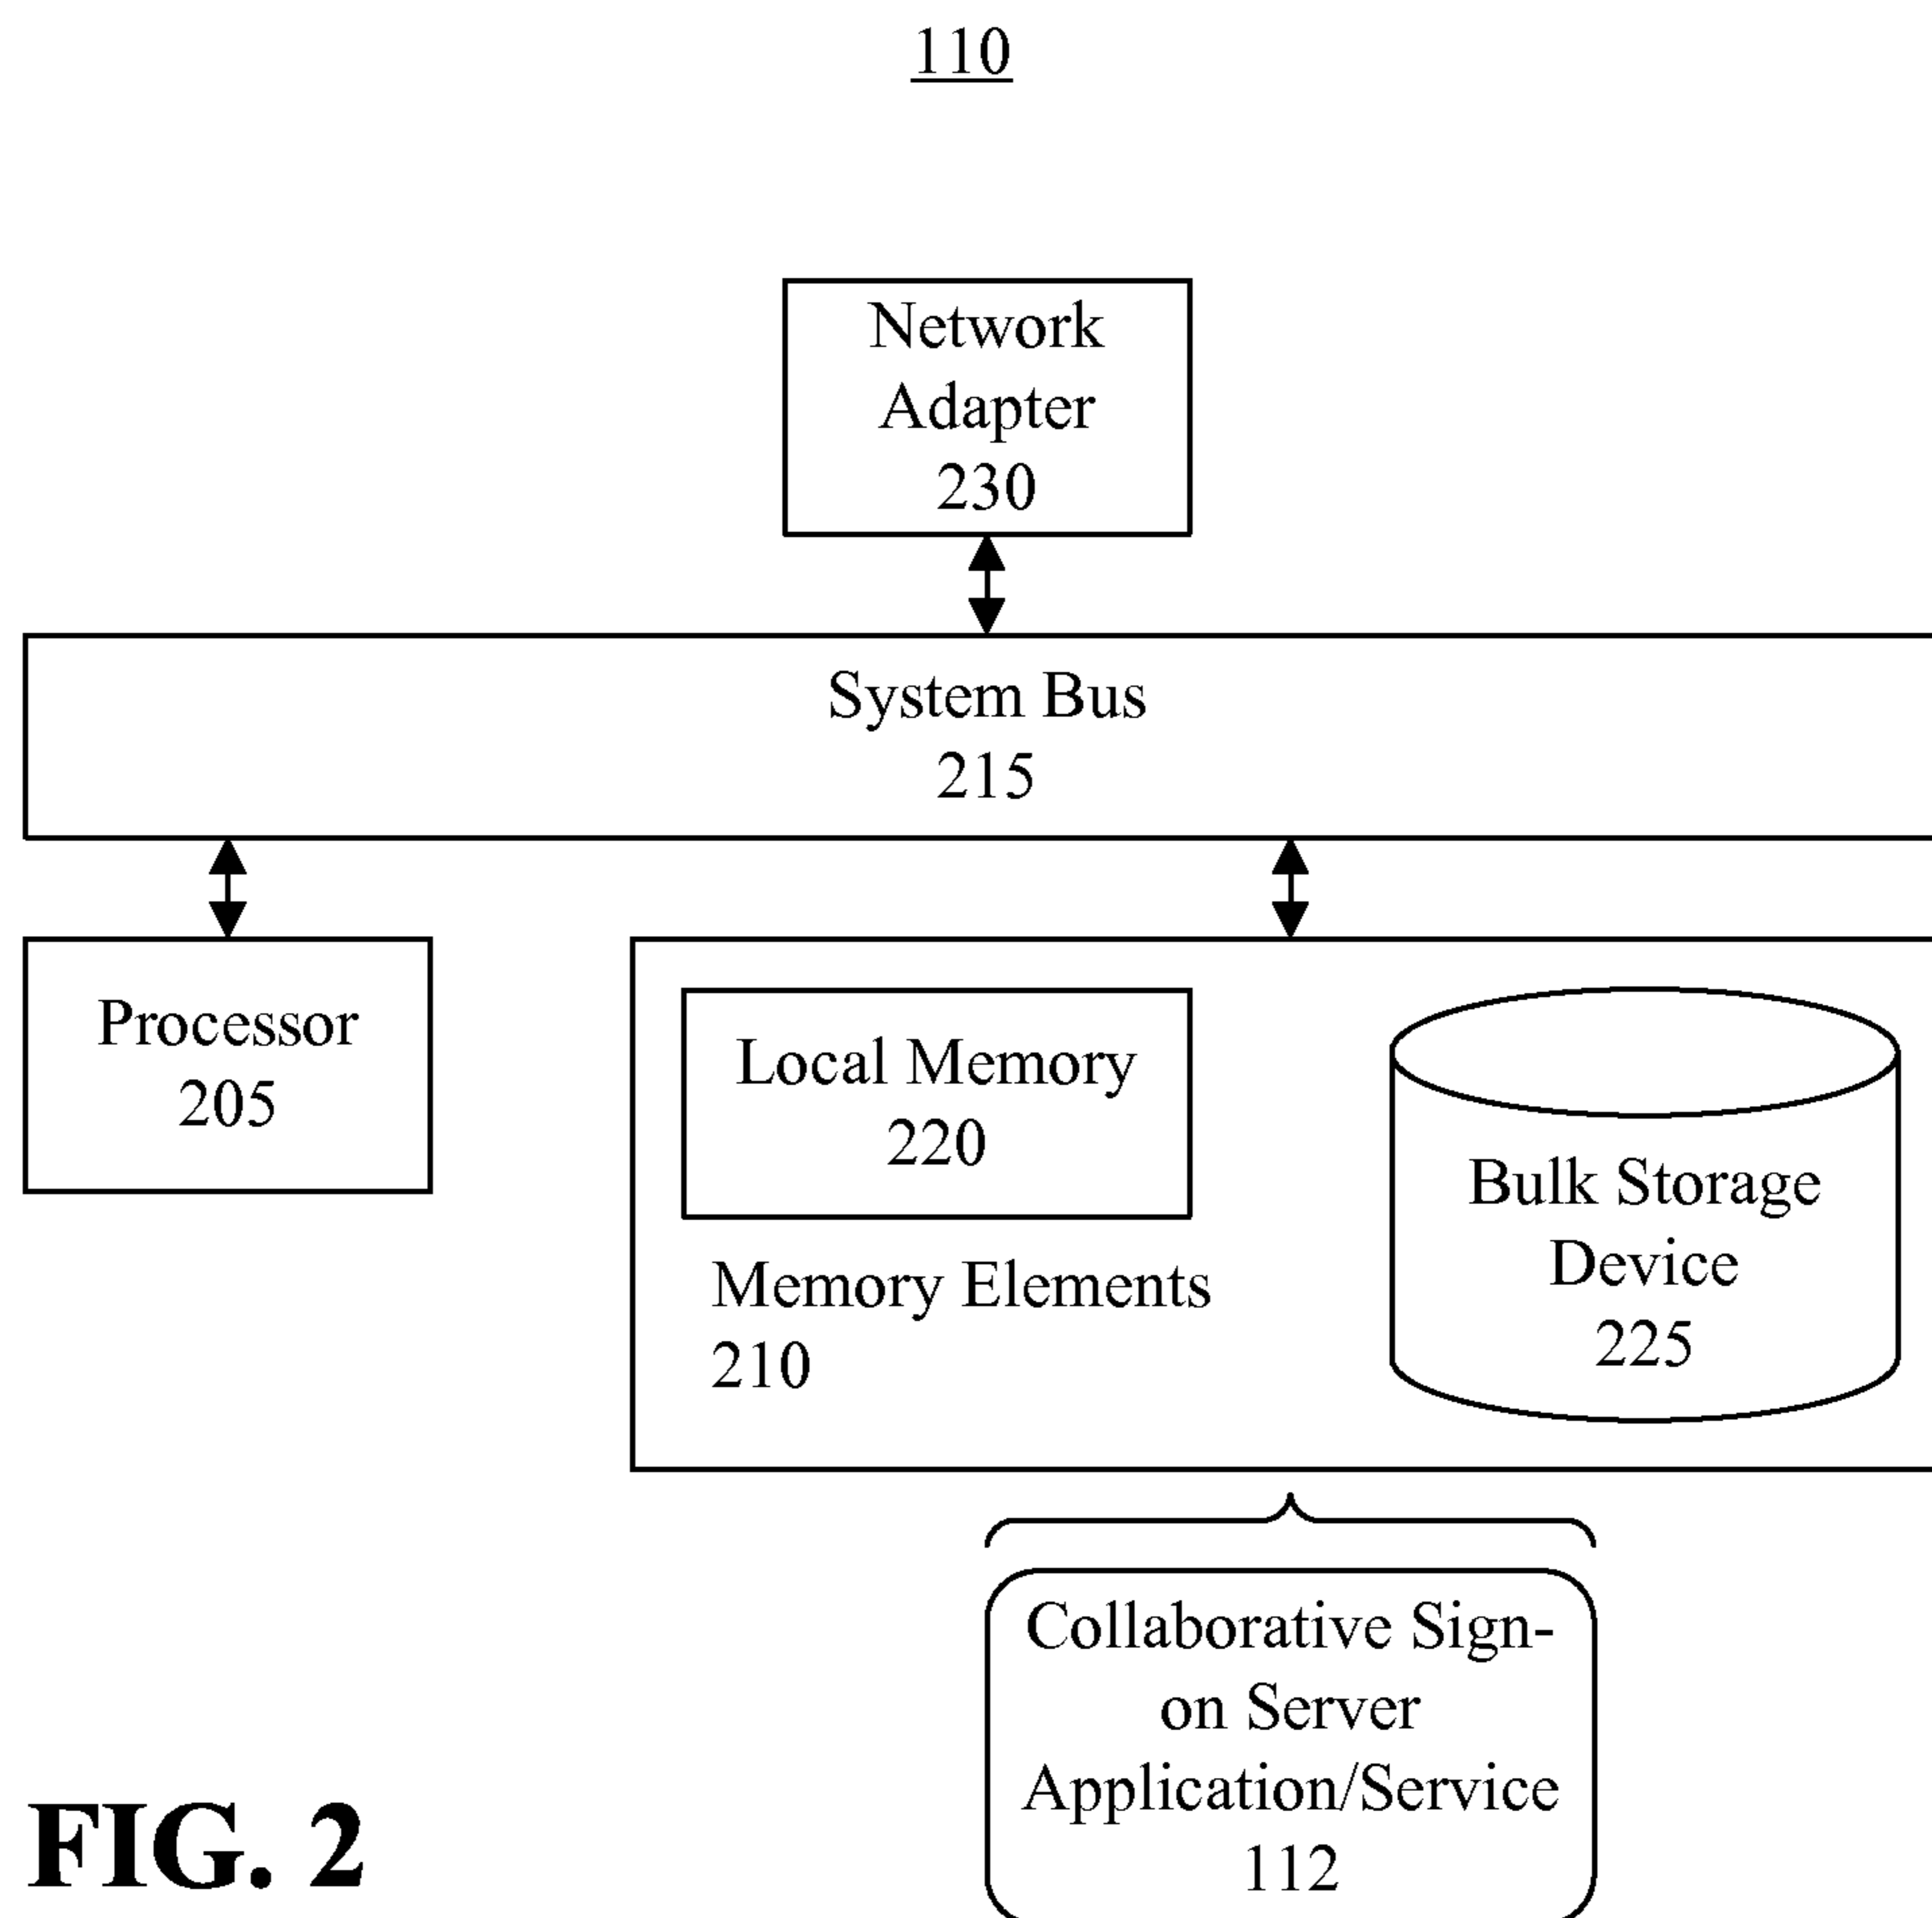 110
Network
Adapter
230
System Bus
215
Processor
205
Local Memory
220
Memory Elements
210
Bulk Storage
Device
225
Collaborative Sign-
on Server
Application/Service
112
FIG. 2